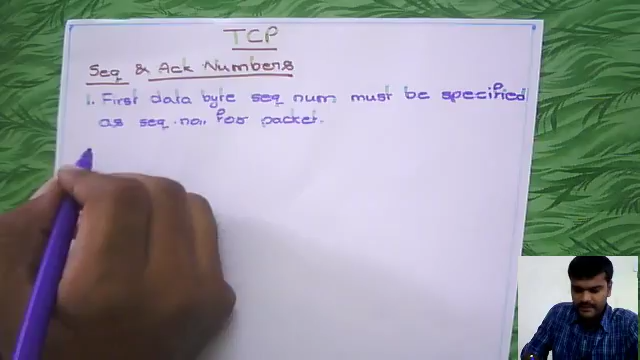 TCP
Seq & Ack Numbers
1. First data byte seq num must be specified
as seq. no. for packet.